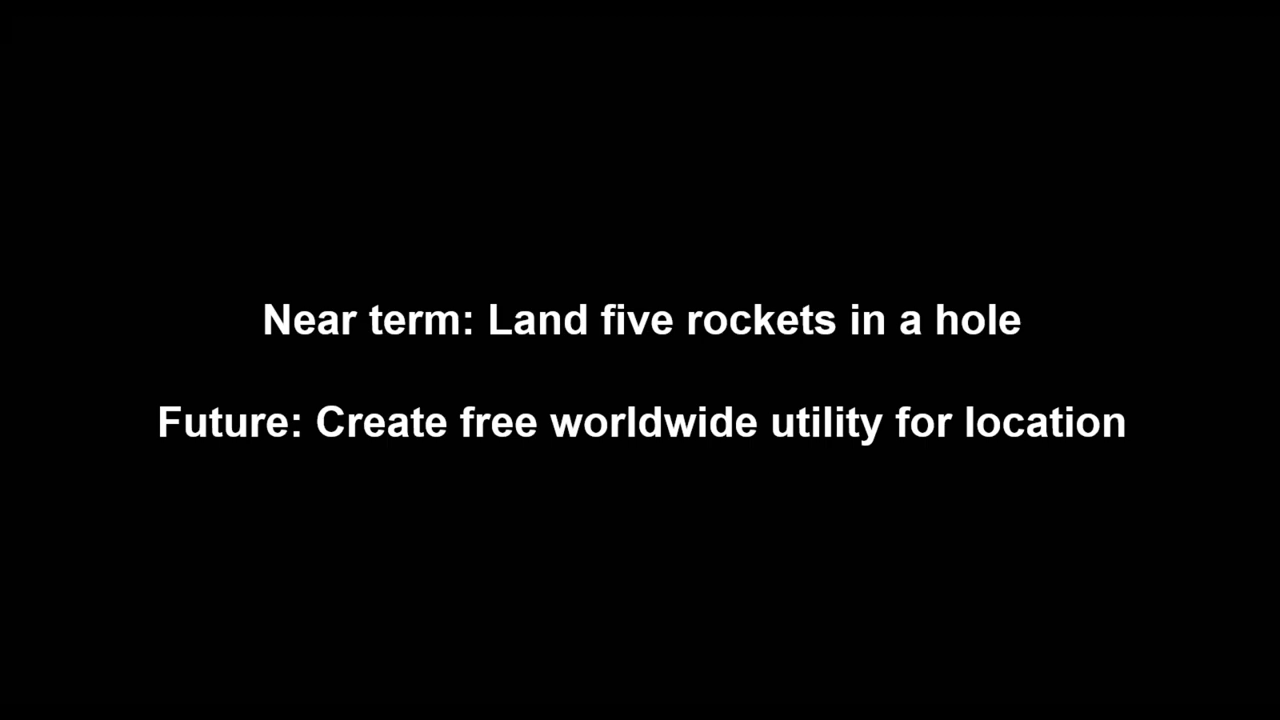 Near term: Land five rockets in a hole
Future: Create free worldwide utility for location